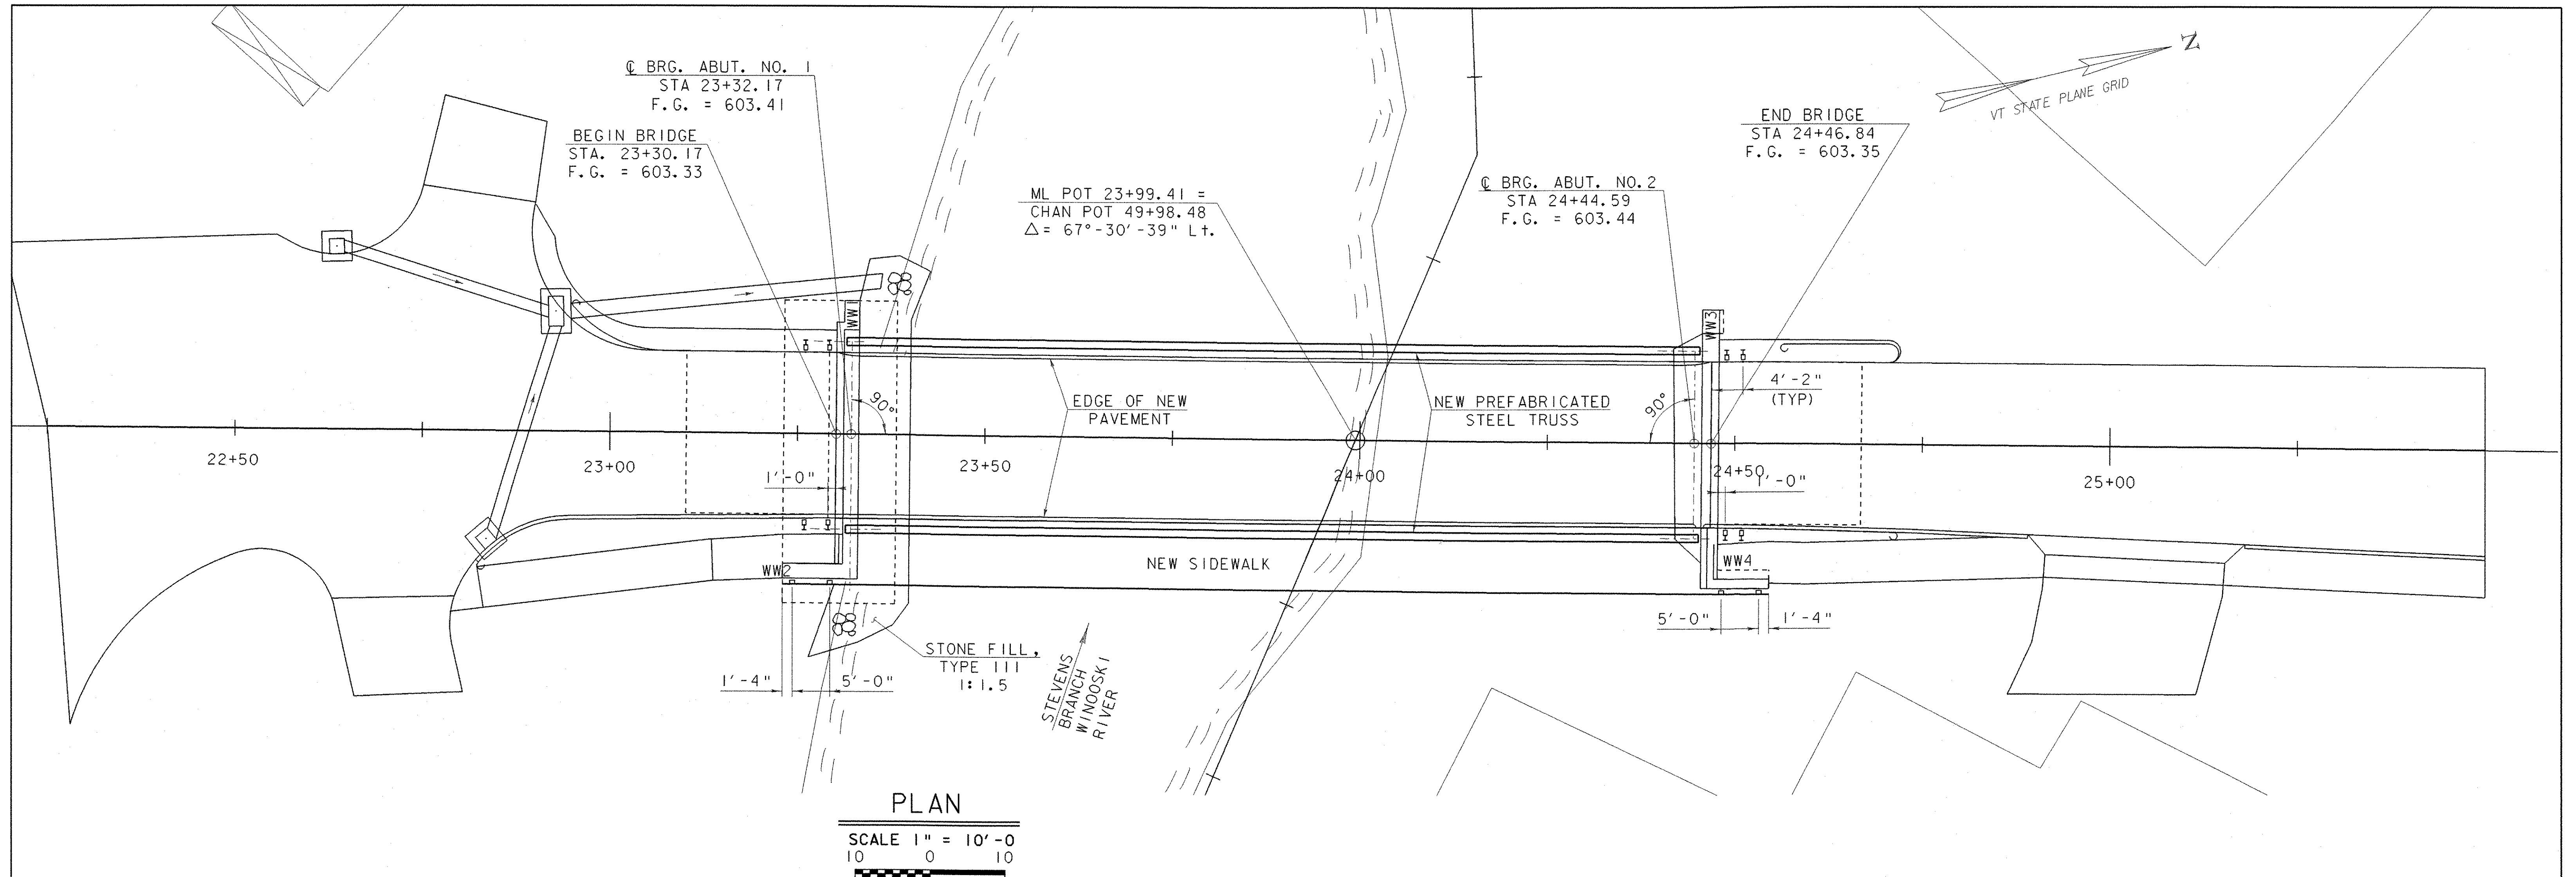 ℄ BRG. ABUT. NO. 1
STA 23+32.17
F.G. = 603.41
BEGIN BRIDGE
STA. 23+30.17
F.G. = 603.33
ML POT 23+99.41 =
CHAN POT 49+98.48
△= 67°-30'-39" Lt.
℄ BRG. ABUT. NO.2
STA 24+44.59
F.G. = 603.44
END BRIDGE
STA 24+46.84
F.G. = 603.35
Z
VT STATE PLANE GRID
WW1
WW3
90°
EDGE OF NEW
PAVEMENT
NEW PREFABRICATED
STEEL TRUSS
90°
4'-2"
(TYP)
22+50
23+00
23+50
24+00
24+50
25+00
1'-0"
1'-0"
WW2
NEW SIDEWALK
WW4
5'-0"
1'-4"
STONE FILL,
TYPE III
1:1.5
1'-4"
5'-0"
STEVENS
BRANCH
WINOOSKI
RIVER
PLAN
SCALE 1" = 10'-0
10 0 10